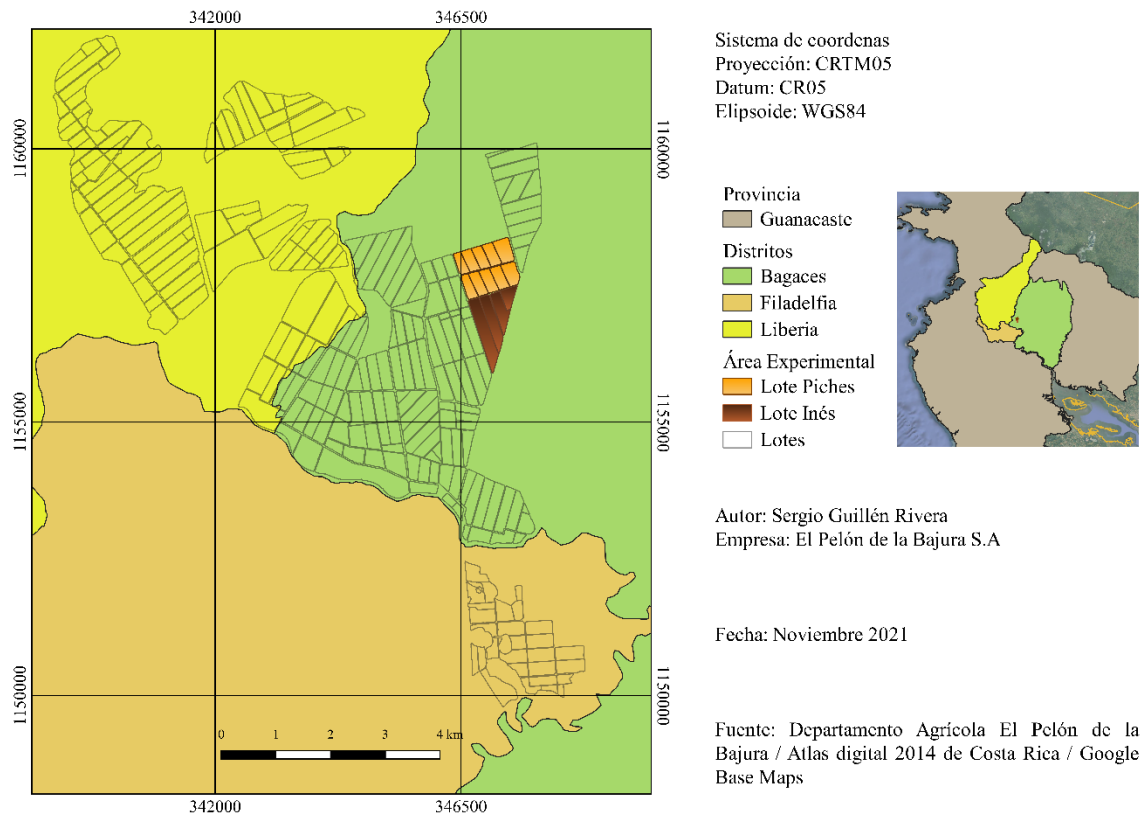 342000 346500
Sistema de coordenas
Proyección: CRTM05
Datum: CR05
Elipsoide: WGS84
1160000 1160000
Provincia
Guanacaste
Distritos
Bagaces
Filadelfia
Liberia
Área Experimental
Lote Piches
Lote Inés
Lotes
1155000 1155000
Autor: Sergio Guillén Rivera
Empresa: El Pelón de la Bajura S.A
Fecha: Noviembre 2021
1150000 1150000
0 1 2 3 4 km
Fuente: Departamento Agrícola El Pelón de la
Bajura / Atlas digital 2014 de Costa Rica / Google
Base Maps
342000 346500